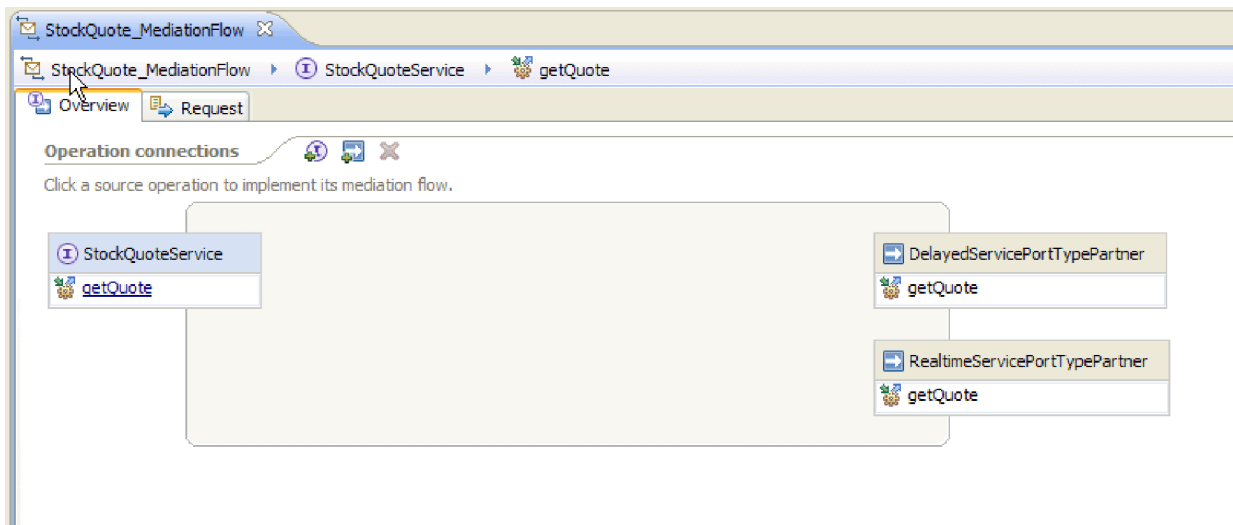 StockQuote_MediationFlow
StockQuote_MediationFlow StockQuoteService getQuote
Overview Request
Operation connections
Click a source operation to implement its mediation flow.
StockQuoteService
getQuote
DelayedServicePortTypePartner
getQuote
RealtimeServicePortTypePartner
getQuote